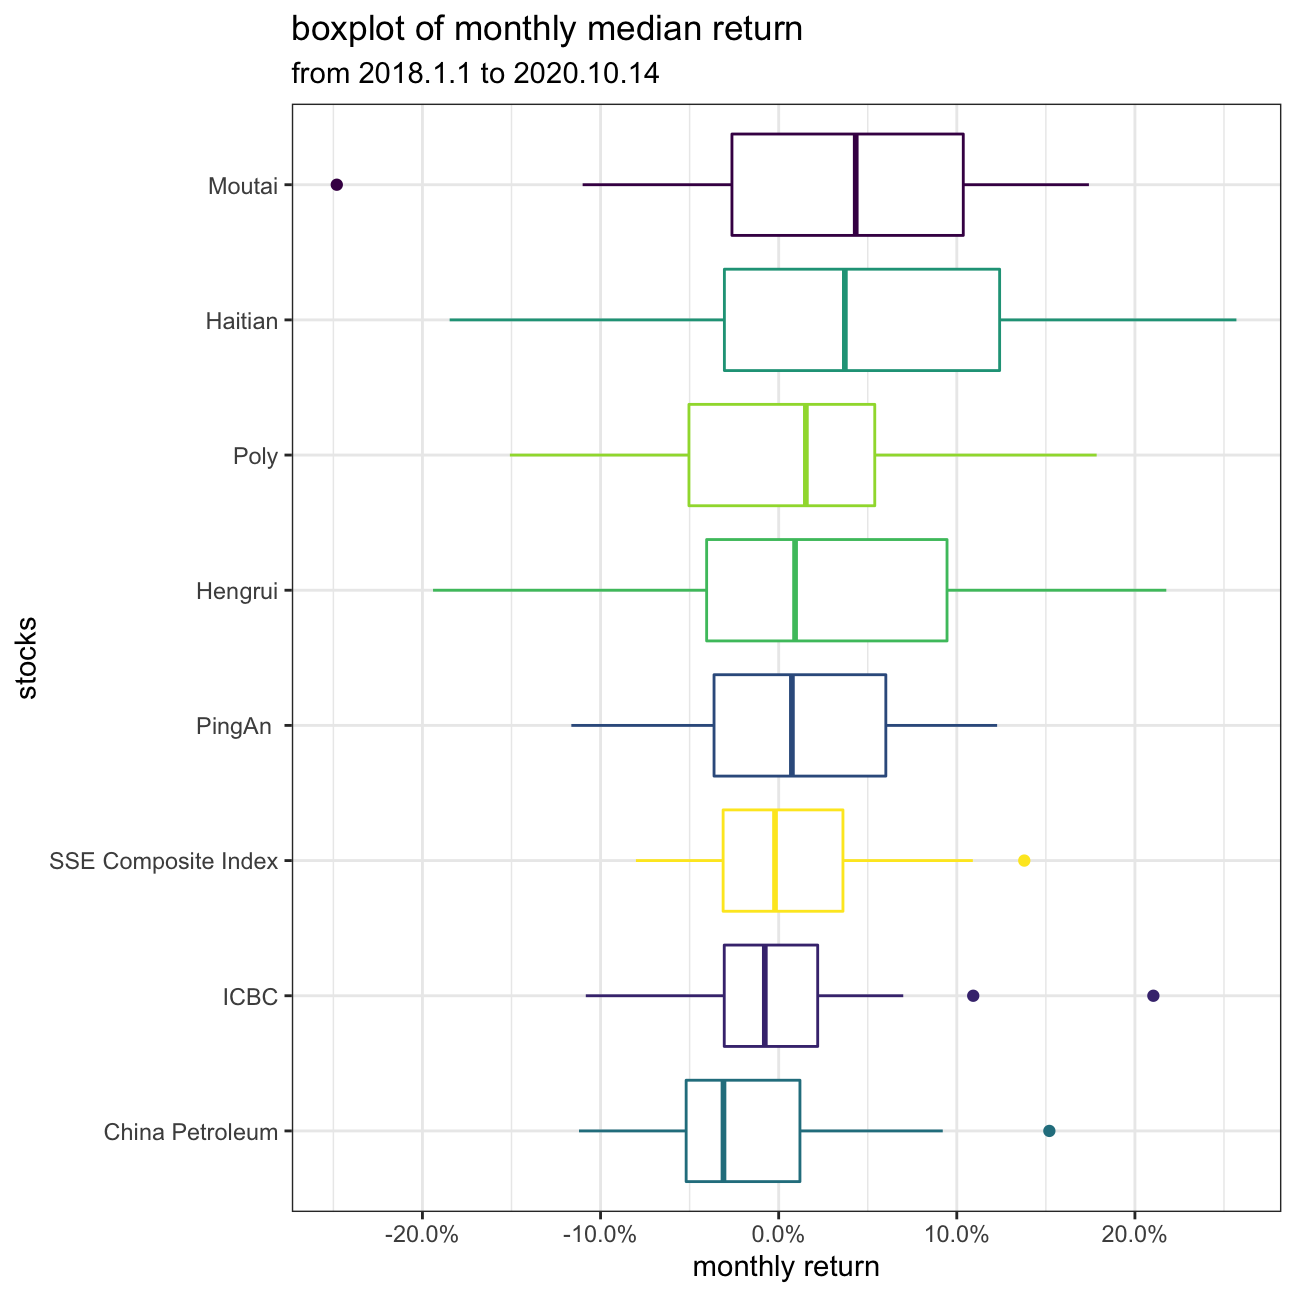 boxplot of monthly median return
from 2018.1.1 to 2020.10.14
stocks
Moutai
Haitian
Poly
Hengrui
PingAn
SSE Composite Index
ICBC
China Petroleum
-20.0% -10.0% 0.0% 10.0% 20.0%
monthly return